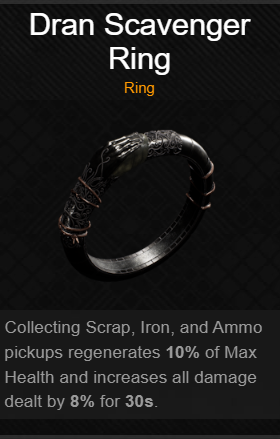 Dran Scavenger
Ring
Ring
Collecting Scrap, Iron, and Ammo
pickups regenerates 10% of Max
Health and increases all damage
dealt by 8% for 30s.